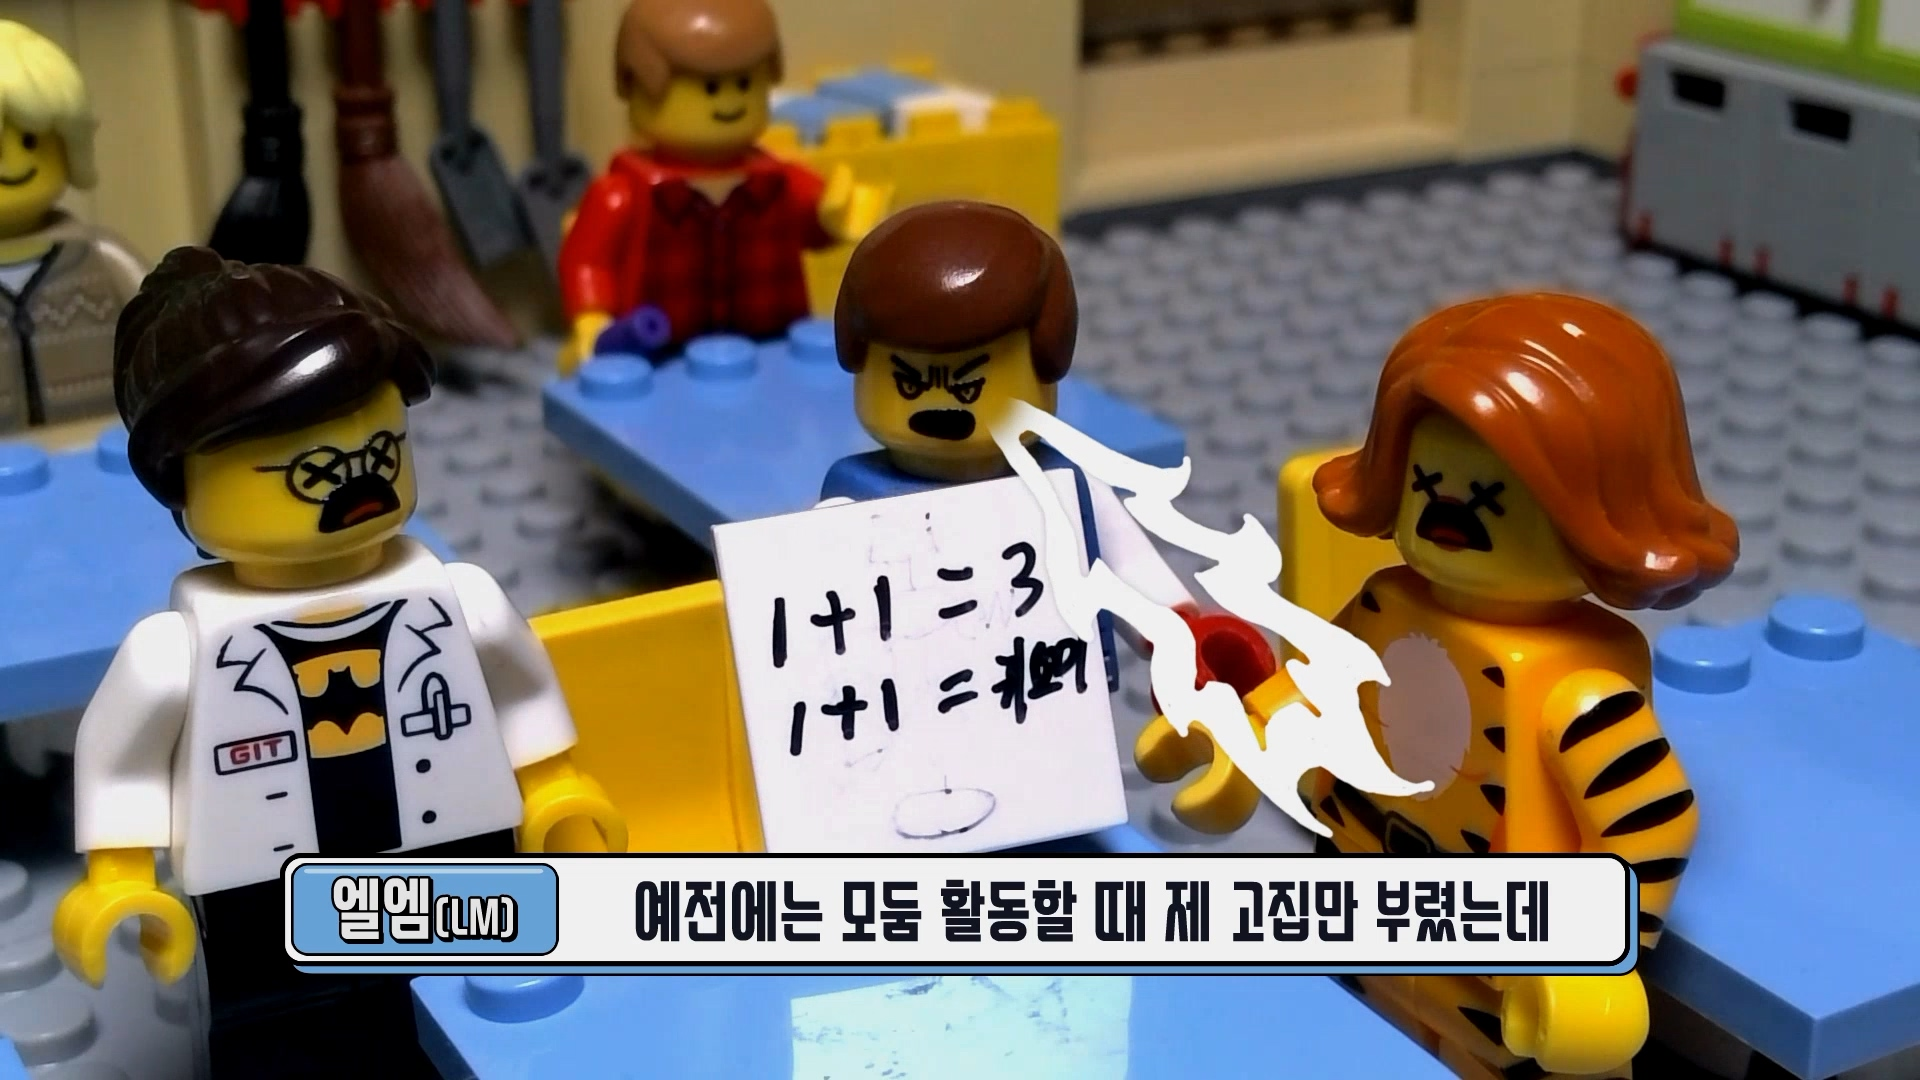 1+1=3
1+1=귀요미
GIT
엘엠(LM)
예전에는 모둠 활동할 때 제 고집만 부렸는데